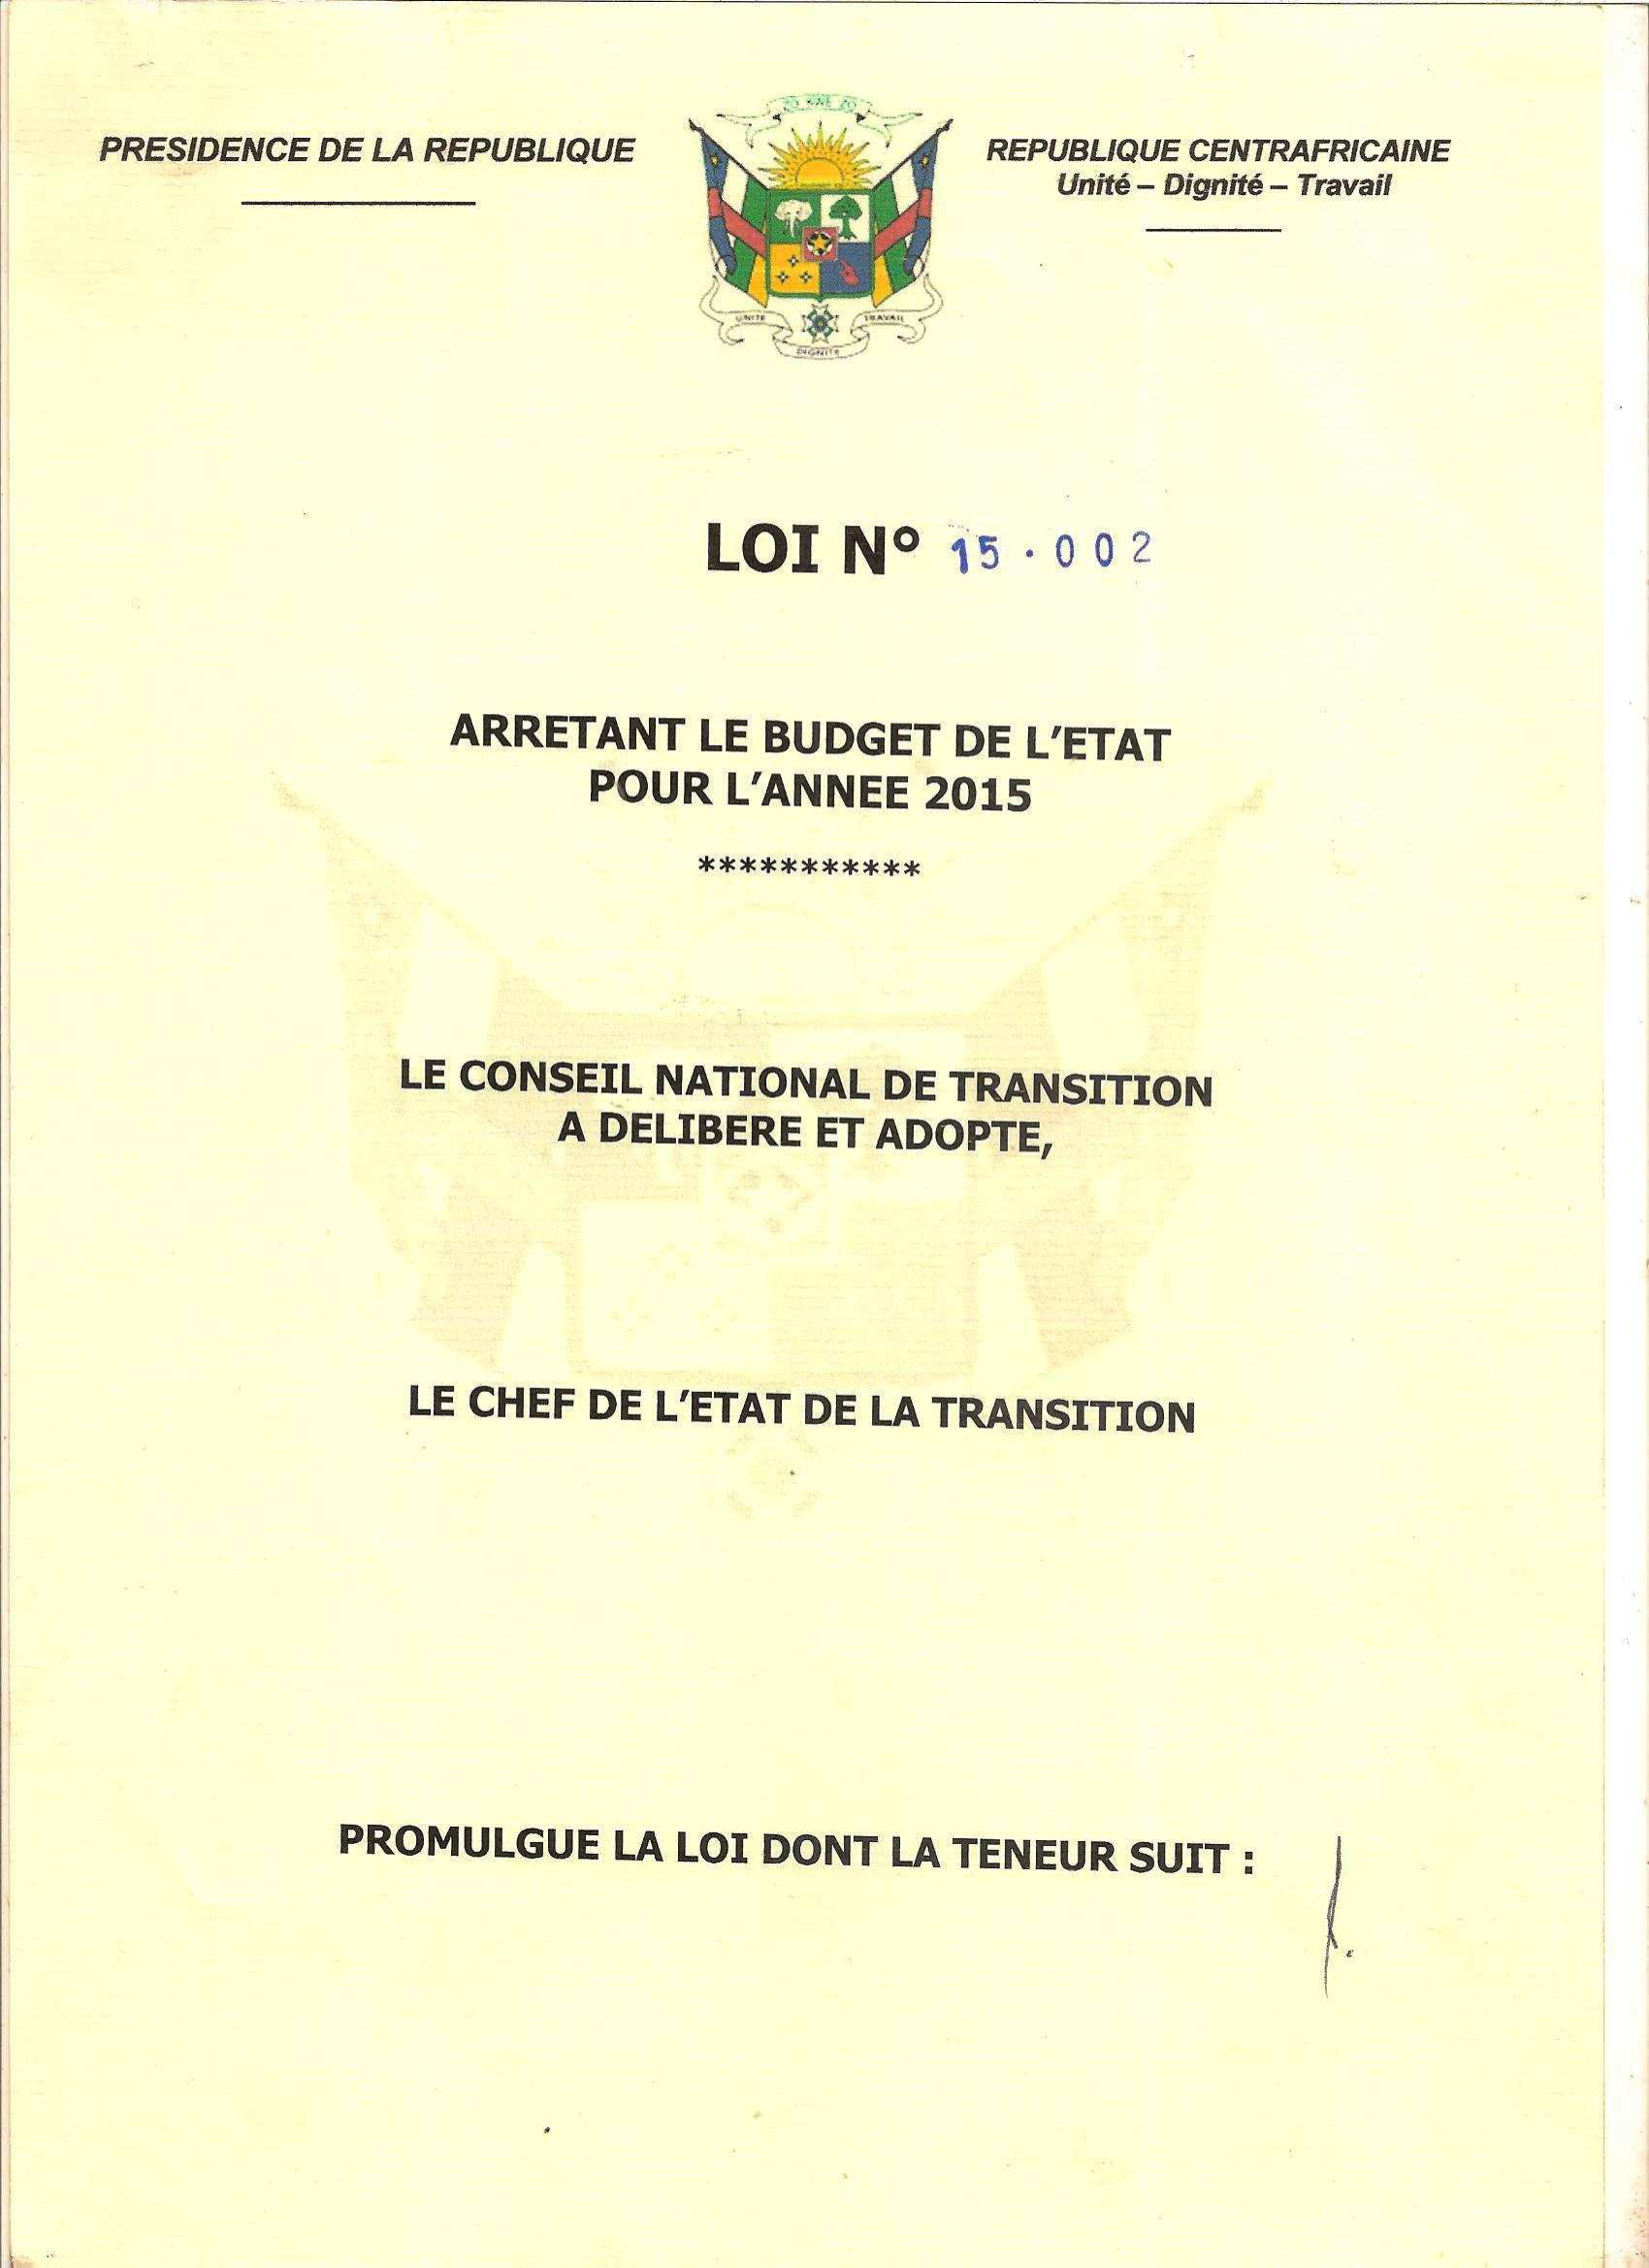 PRESIDENCE DE LA REPUBLIQUE
ZO KWE ZO
REPUBLIQUE CENTRAFRICAINE
Unité – Dignité – Travail
UNITE
TRAVAIL
DIGNITE
LOI N° 15.002
ARRETANT LE BUDGET DE L'ETAT
POUR L'ANNEE 2015
***********
LE CONSEIL NATIONAL DE TRANSITION
A DELIBERE ET ADOPTE,
LE CHEF DE L'ETAT DE LA TRANSITION
PROMULGUE LA LOI DONT LA TENEUR SUIT :